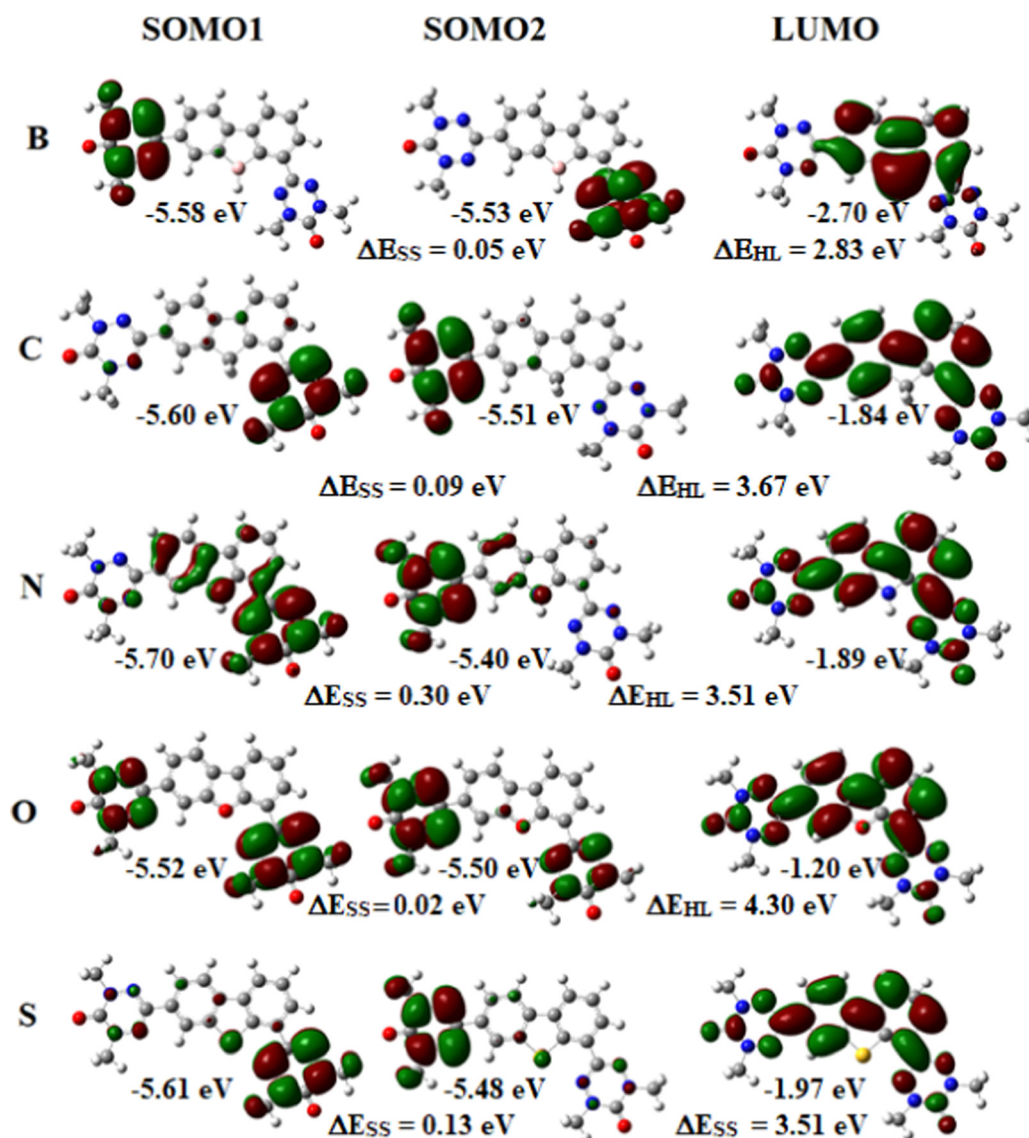 SOMO1 SOMO2 LUMO
B
-5.58 eV -5.53 eV -2.70 eV
ΔESS = 0.05 eV ΔEHL = 2.83 eV
C
-5.60 eV -5.51 eV -1.84 eV
ΔESS = 0.09 eV ΔEHL = 3.67 eV
N
-5.70 eV -5.40 eV -1.89 eV
ΔESS = 0.30 eV ΔEHL = 3.51 eV
O
-5.52 eV -5.50 eV -1.20 eV
ΔESS= 0.02 eV ΔEHL = 4.30 eV
S
-5.61 eV -5.48 eV -1.97 eV
ΔESS = 0.13 eV ΔESS = 3.51 eV